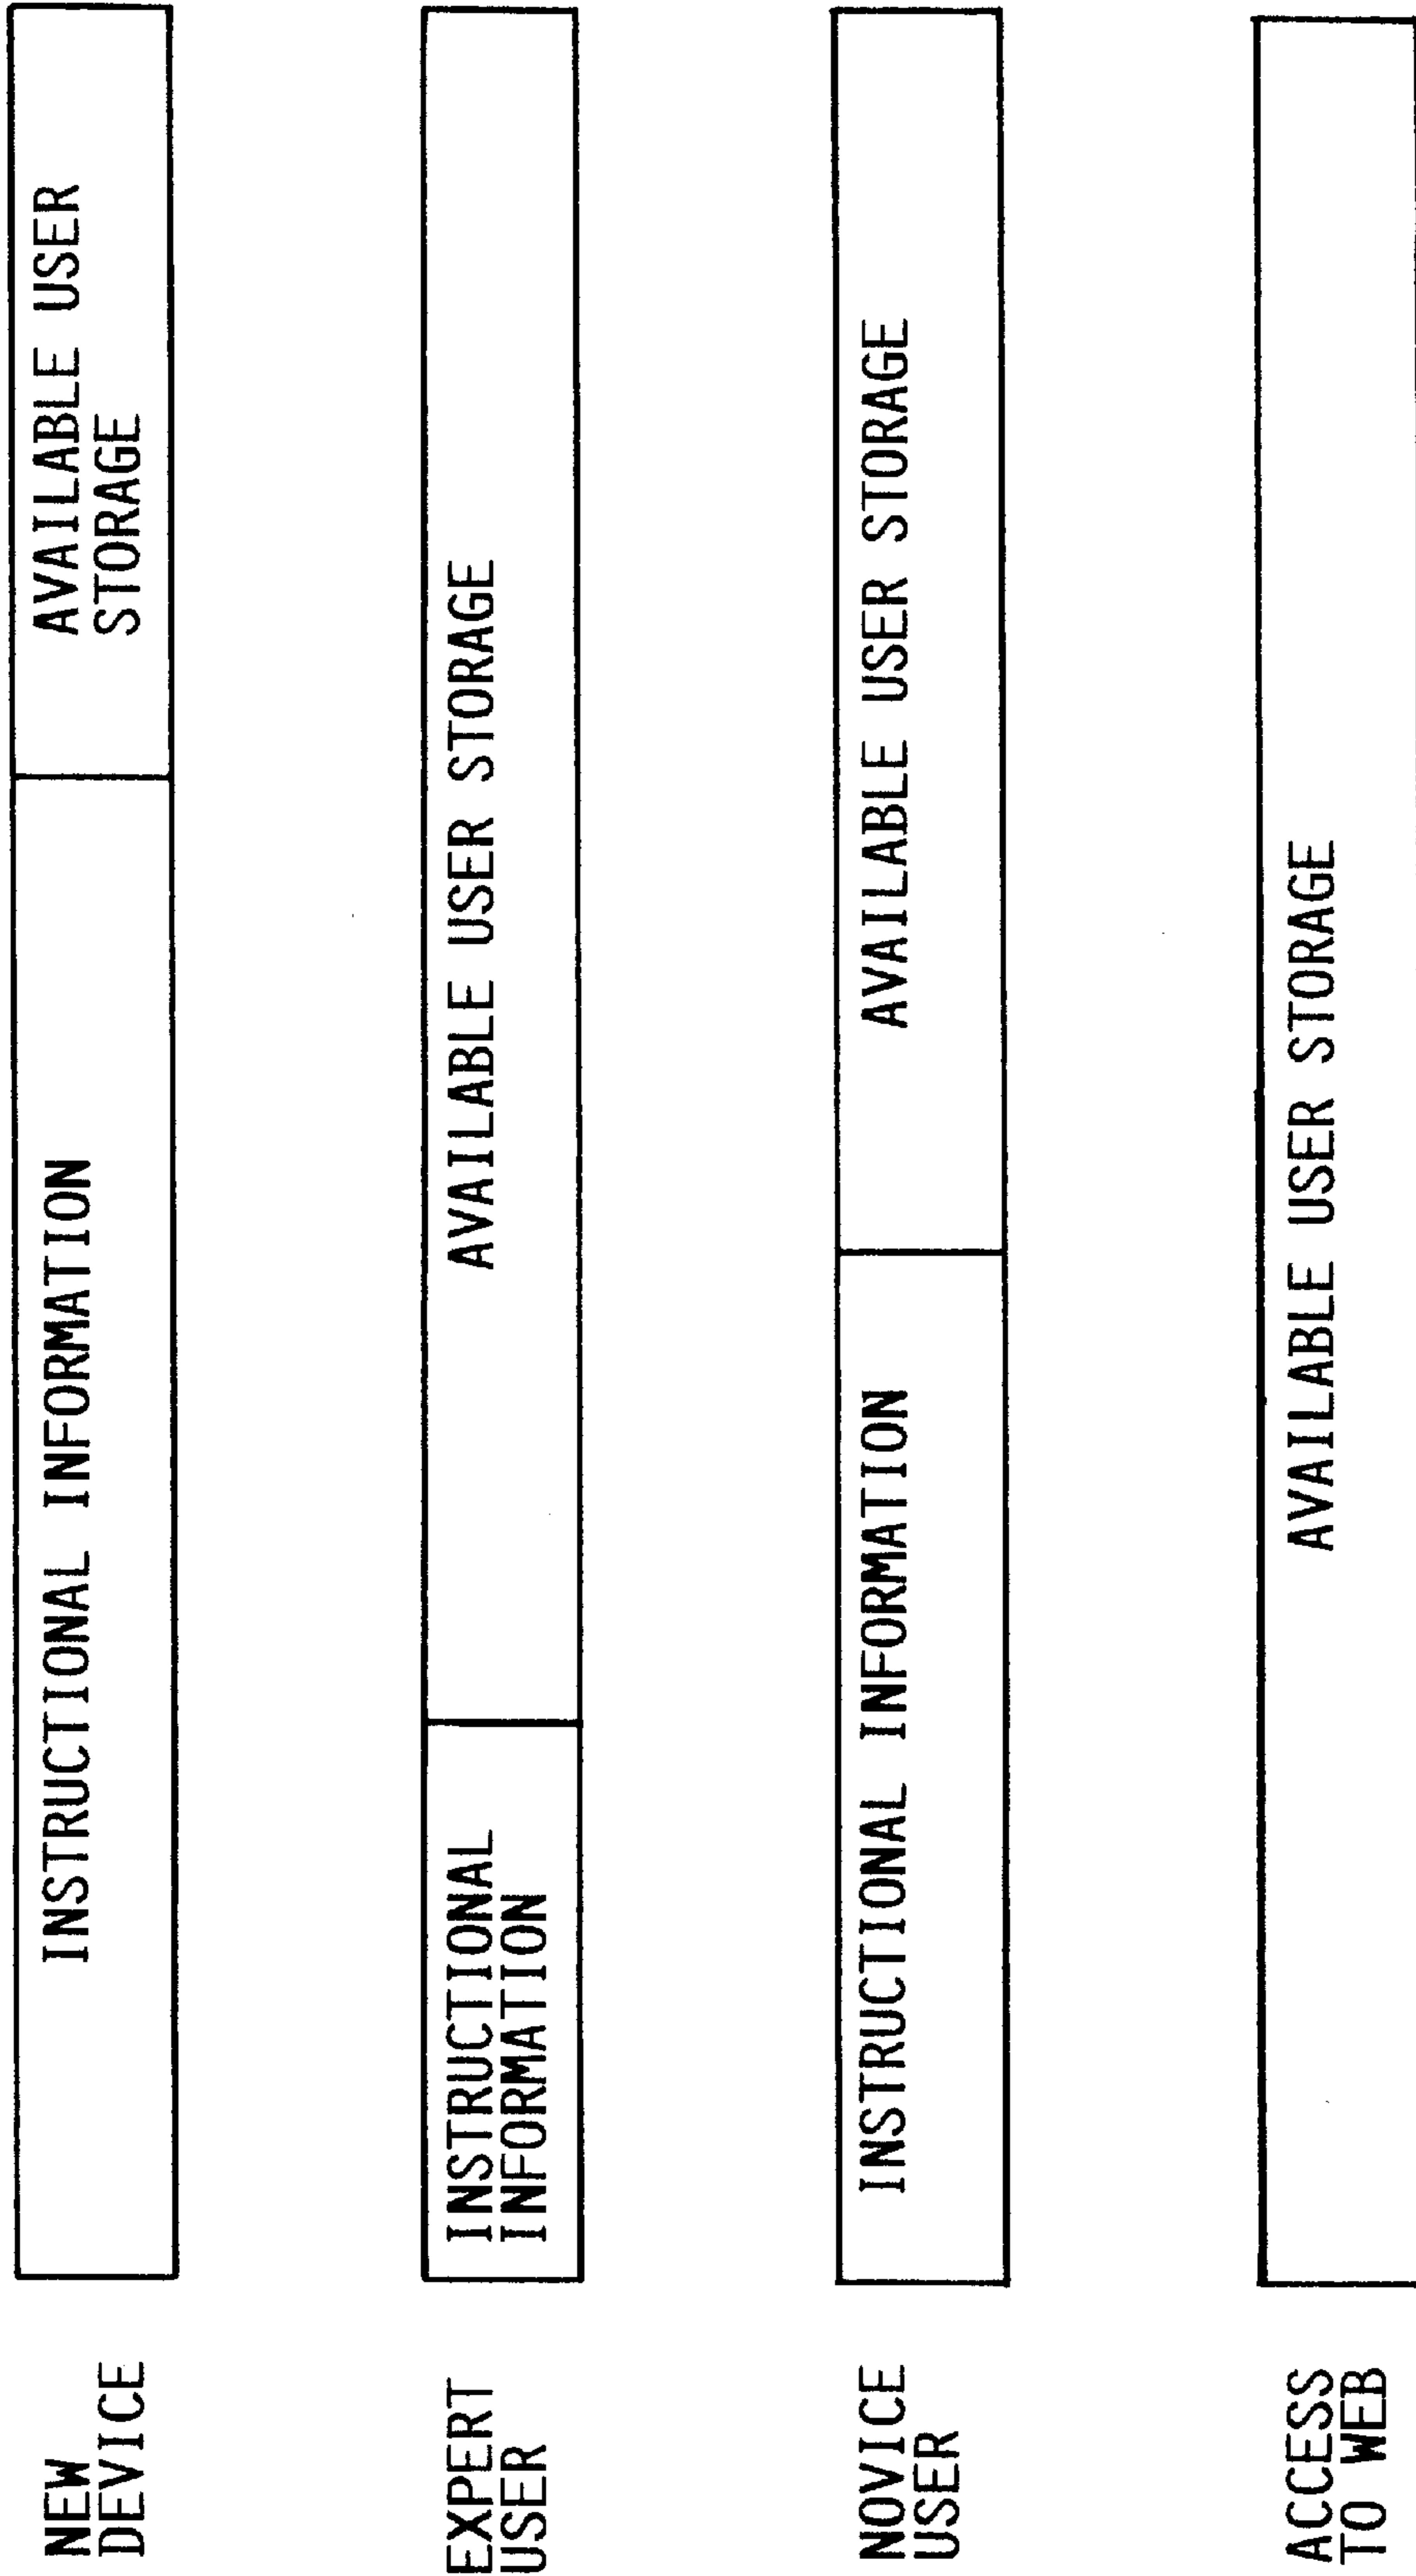 NEW
DEVICE
INSTRUCTIONAL INFORMATION
AVAILABLE USER
STORAGE
EXPERT
USER
INSTRUCTIONAL
INFORMATION
AVAILABLE USER STORAGE
NOVICE
USER
INSTRUCTIONAL INFORMATION
AVAILABLE USER STORAGE
ACCESS
TO WEB
AVAILABLE USER STORAGE